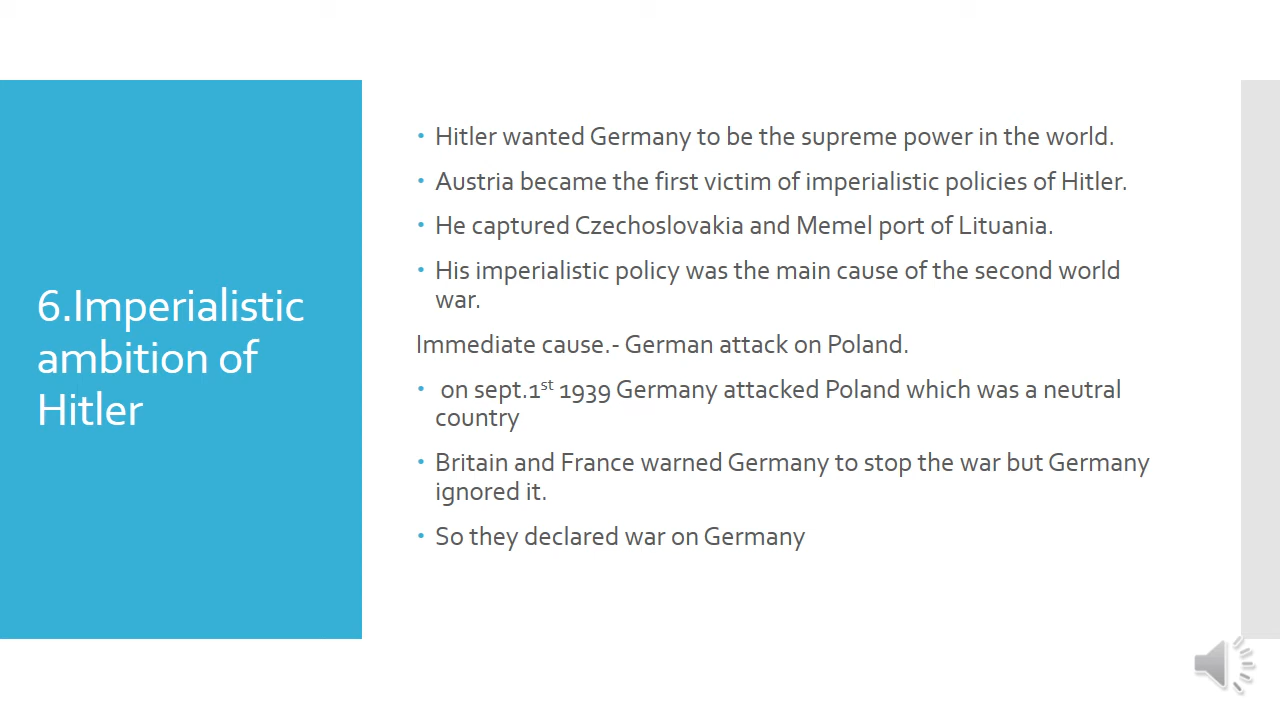 6.Imperialistic
ambition of
Hitler
• Hitler wanted Germany to be the supreme power in the world.
• Austria became the first victim of imperialistic policies of Hitler.
• He captured Czechoslovakia and Memel port of Lituania.
• His imperialistic policy was the main cause of the second world
war.
Immediate cause.- German attack on Poland.
• on sept.1st 1939 Germany attacked Poland which was a neutral
country
• Britain and France warned Germany to stop the war but Germany
ignored it.
• So they declared war on Germany